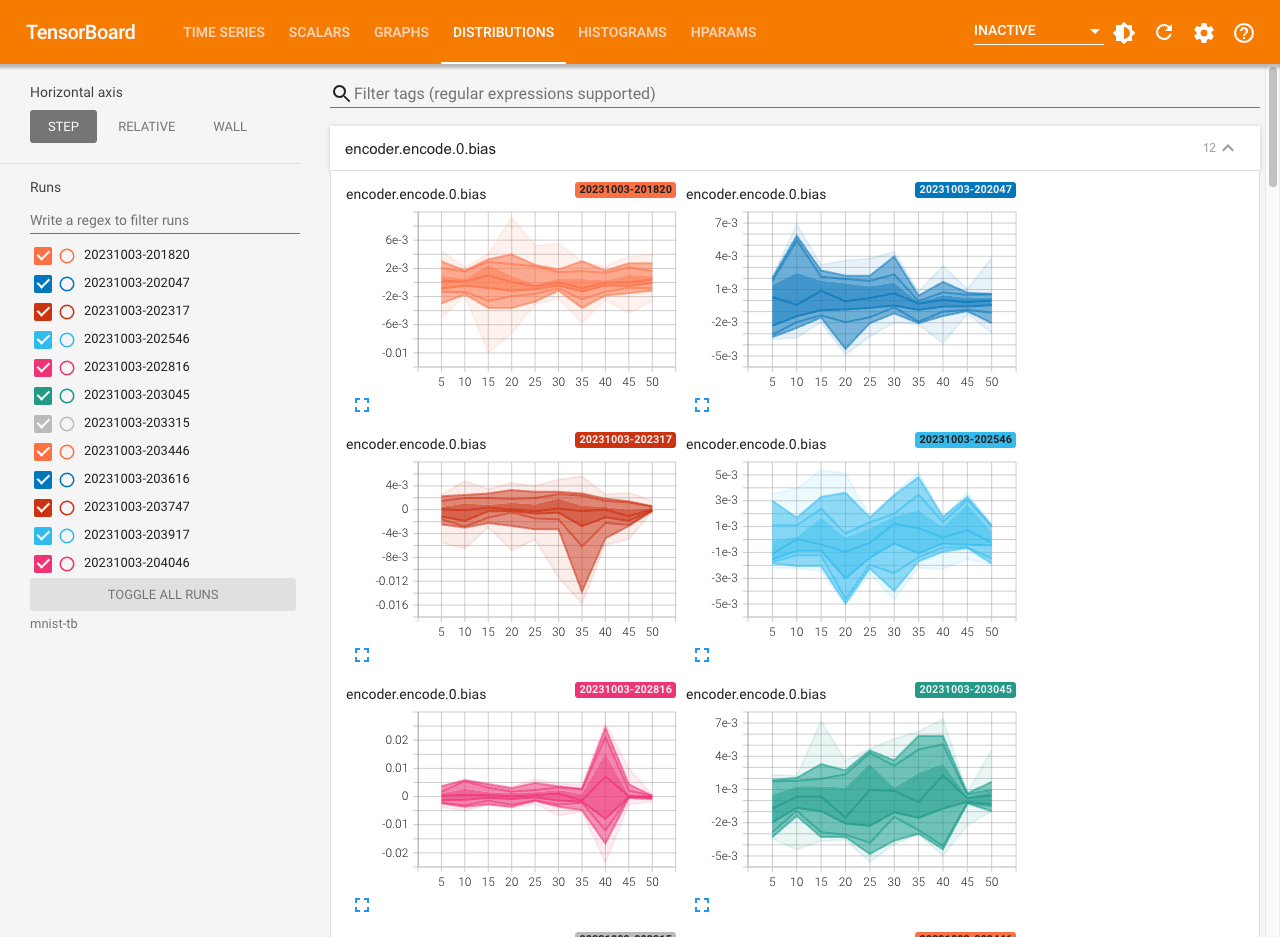 TensorBoard
TIME SERIES SCALARS GRAPHS DISTRIBUTIONS HISTOGRAMS HPARAMS
INACTIVE
Horizontal axis
STEP RELATIVE WALL
Runs
Write a regex to filter runs
20231003-201820
20231003-202047
20231003-202317
20231003-202546
20231003-202816
20231003-203045
20231003-203315
20231003-203446
20231003-203616
20231003-203747
20231003-203917
20231003-204046
TOGGLE ALL RUNS
mnist-tb
Filter tags (regular expressions supported)
encoder.encode.0.bias 12
encoder.encode.0.bias 20231003-201820
6e-3
2e-3
-2e-3
-6e-3
-0.01
5 10 15 20 25 30 35 40 45 50
encoder.encode.0.bias 20231003-202047
7e-3
4e-3
1e-3
-2e-3
-5e-3
5 10 15 20 25 30 35 40 45 50
encoder.encode.0.bias 20231003-202317
4e-3
0
-4e-3
-8e-3
-0.012
-0.016
5 10 15 20 25 30 35 40 45 50
encoder.encode.0.bias 20231003-202546
5e-3
3e-3
1e-3
-1e-3
-3e-3
-5e-3
5 10 15 20 25 30 35 40 45 50
encoder.encode.0.bias 20231003-202816
0.02
0.01
0
-0.01
-0.02
5 10 15 20 25 30 35 40 45 50
encoder.encode.0.bias 20231003-203045
7e-3
4e-3
1e-3
-2e-3
-5e-3
5 10 15 20 25 30 35 40 45 50